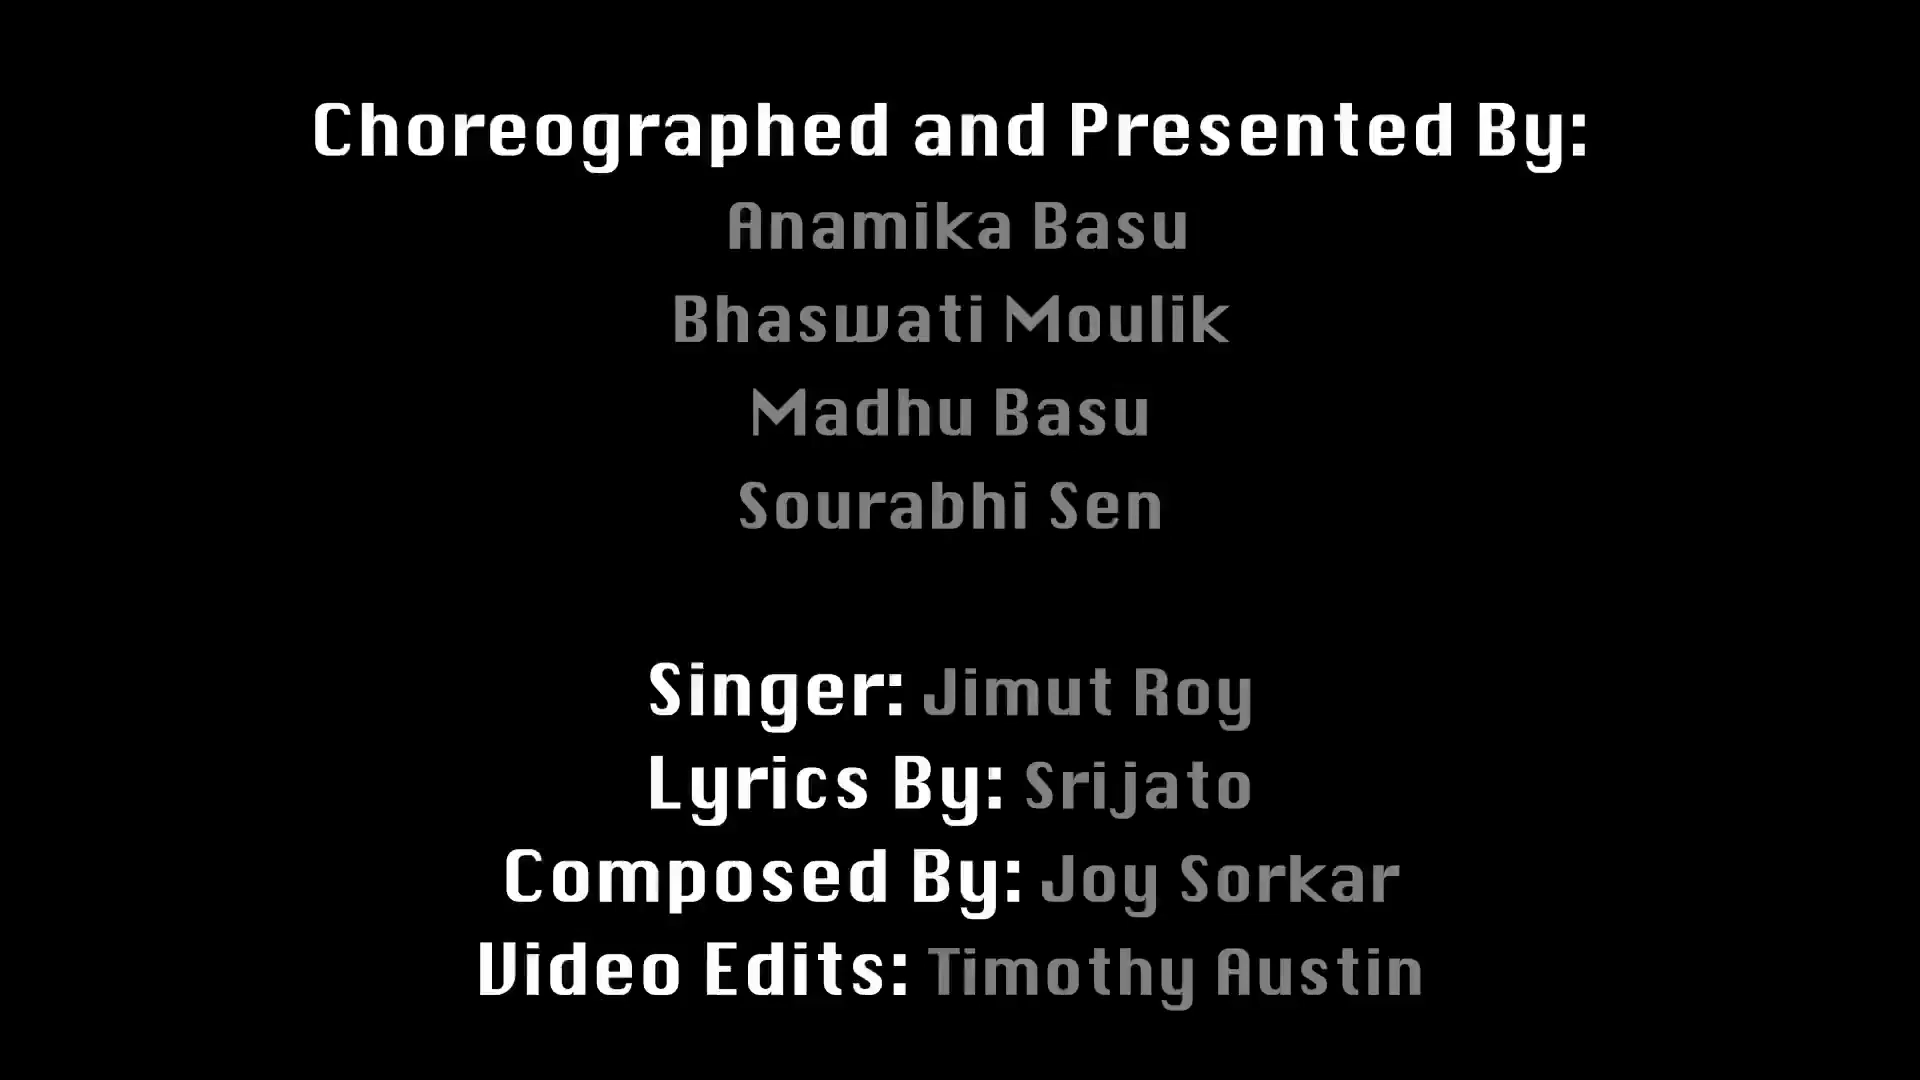 Choreographed and Presented By:
Anamika Basu
Bhaswati Moulik
Madhu Basu
Sourabhi Sen
Singer: Jimut Roy
Lyrics By: Srijato
Composed By: Joy Sorkar
Video Edits: Timothy Austin